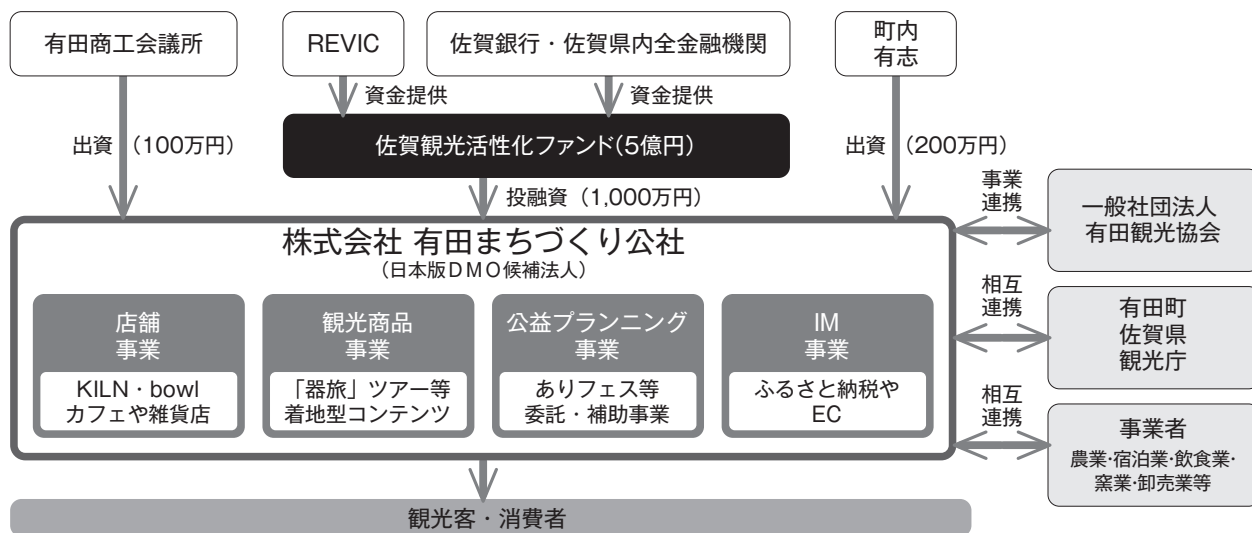 有田商工会議所
REVIC
佐賀銀行・佐賀県内全金融機関
町内
有志
資金提供
資金提供
出資（100万円）
佐賀観光活性化ファンド(5億円)
出資（200万円）
投融資（1,000万円）
事業
連携
一般社団法人
有田観光協会
株式会社 有田まちづくり公社
（日本版DMO候補法人）
店舗
事業
KILN・bowl
カフェや雑貨店
観光商品
事業
「器旅」ツアー等
着地型コンテンツ
公益プランニング
事業
ありフェス等
委託・補助事業
IM
事業
ふるさと納税や
EC
相互
連携
有田町
佐賀県
観光庁
相互
連携
事業者
農業・宿泊業・飲食業・
窯業・卸売業等
観光客・消費者